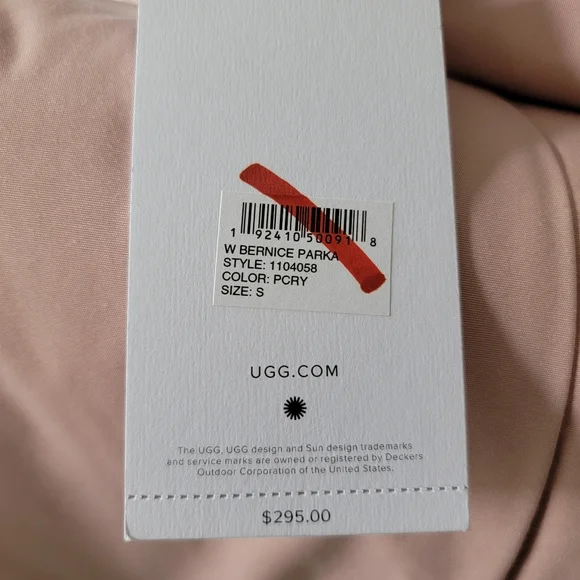 1 92410 50091 8
W BERNICE PARKA
STYLE: 1104058
COLOR: PCRY
SIZE: S
UGG.COM
The UGG, UGG design and Sun design trademarks
and service marks are owned or registered by Deckers
Outdoor Corporation of the United States.
$295.00